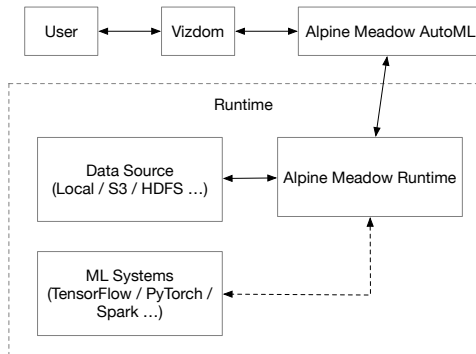 User
Vizdom
Alpine Meadow AutoML
Runtime
Data Source
(Local / S3 / HDFS ...)
Alpine Meadow Runtime
ML Systems
(TensorFlow / PyTorch /
Spark ...)